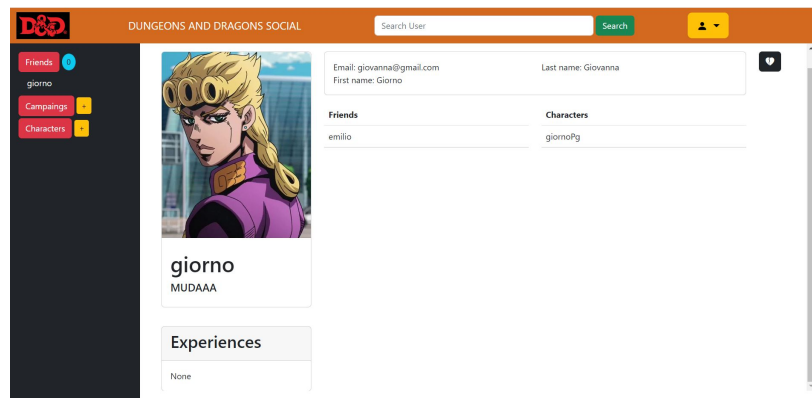 D&D
DUNGEONS AND DRAGONS SOCIAL
Search User
Search
Friends 0
giorno
Campaings +
Characters +
giorno
MUDAAA
Experiences
None
Email: giovanna@gmail.com
Last name: Giovanna
First name: Giorno
Friends
Characters
emilio
giornoPg